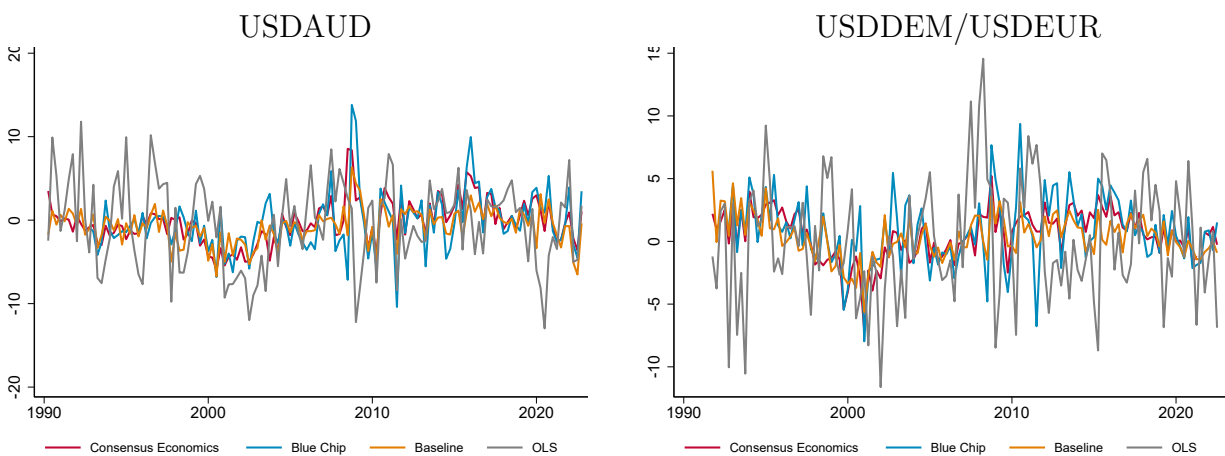 USDAUD
20
10
0
-10
-20
1990
2000
2010
2020
Consensus Economics
Blue Chip
Baseline
OLS
USDDEM/USDEUR
15
10
5
0
-5
-10
1990
2000
2010
2020
Consensus Economics
Blue Chip
Baseline
OLS